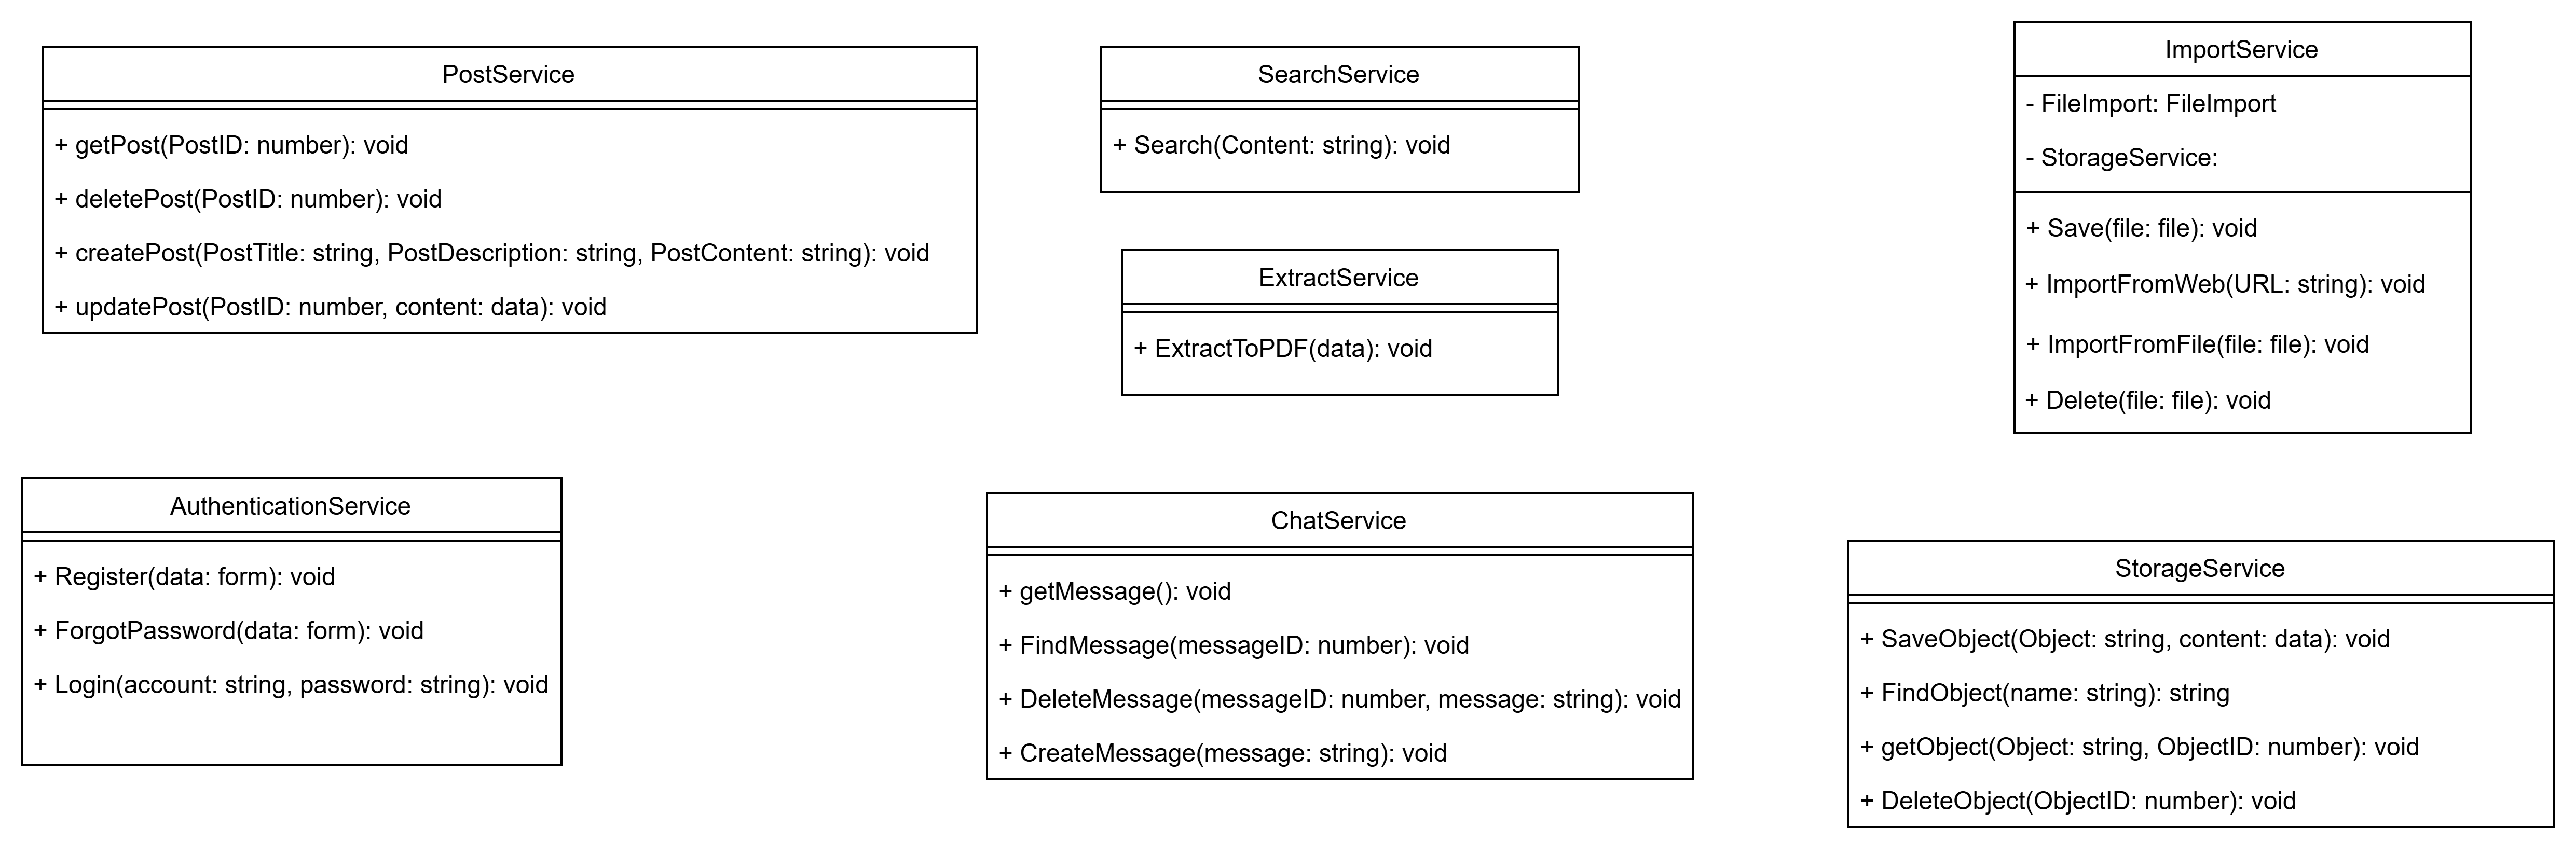 PostService
+ getPost(PostID: number): void
+ deletePost(PostID: number): void
+ createPost(PostTitle: string, PostDescription: string, PostContent: string): void
+ updatePost(PostID: number, content: data): void
SearchService
+ Search(Content: string): void
ExtractService
+ ExtractToPDF(data): void
ImportService
- FileImport: FileImport
- StorageService:
+ Save(file: file): void
+ ImportFromWeb(URL: string): void
+ ImportFromFile(file: file): void
+ Delete(file: file): void
AuthenticationService
+ Register(data: form): void
+ ForgotPassword(data: form): void
+ Login(account: string, password: string): void
ChatService
+ getMessage(): void
+ FindMessage(messageID: number): void
+ DeleteMessage(messageID: number, message: string): void
+ CreateMessage(message: string): void
StorageService
+ SaveObject(Object: string, content: data): void
+ FindObject(name: string): string
+ getObject(Object: string, ObjectID: number): void
+ DeleteObject(ObjectID: number): void